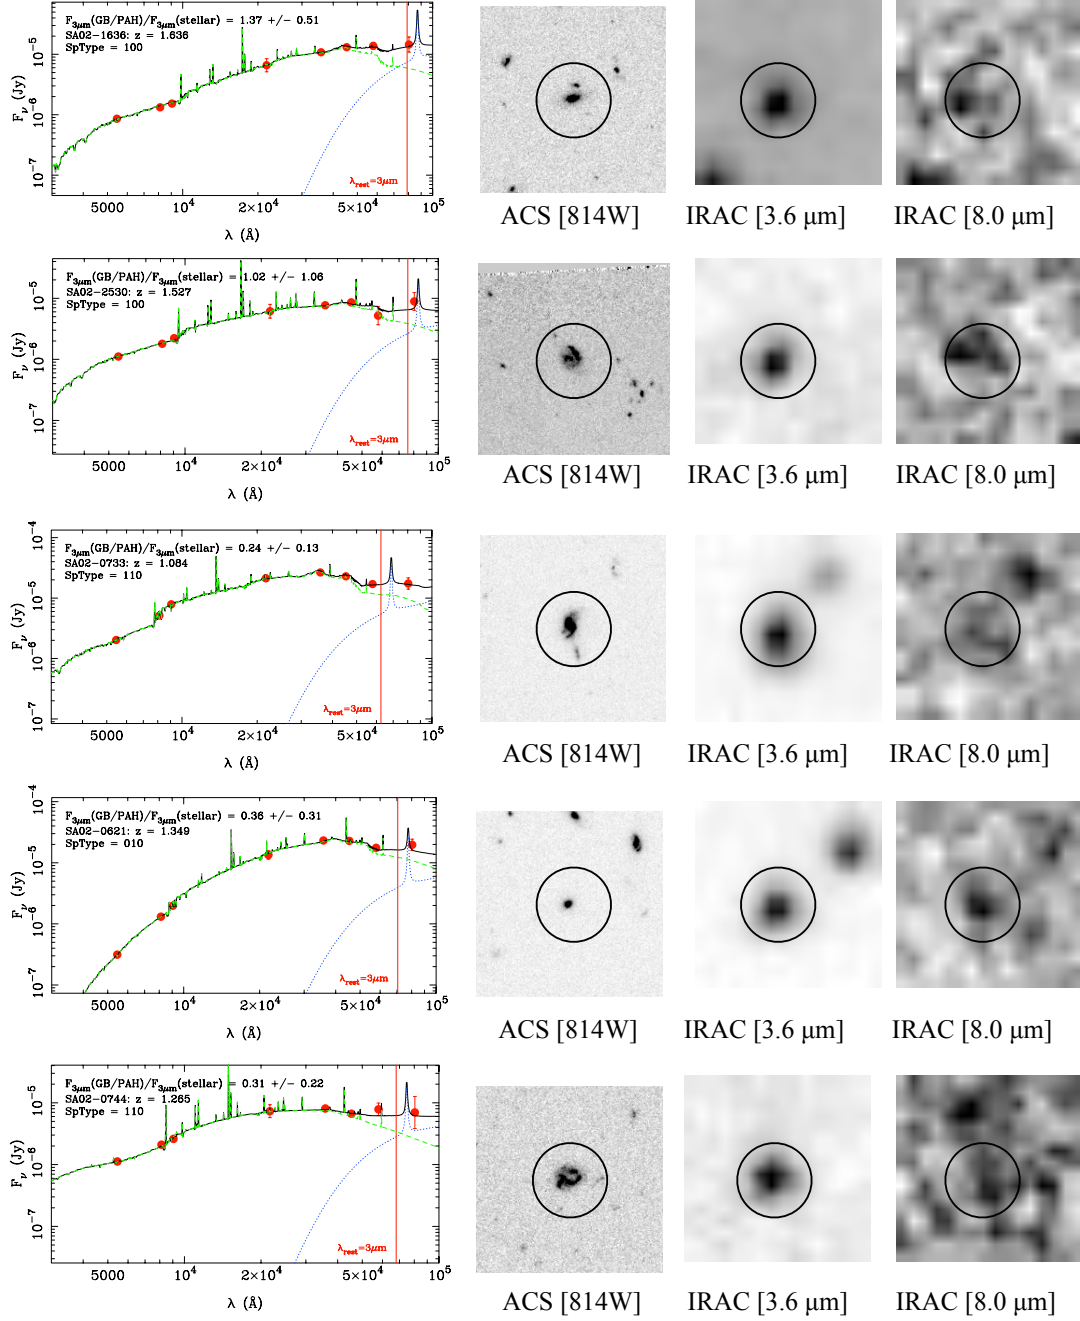 F3μm(GB/PAH)/F3μm(stellar) = 1.37 +/− 0.51
SA02−1636: z = 1.636
SpType = 100
10⁻⁵
10⁻⁶
10⁻⁷
Fν (Jy)
λrest=3μm
5000 10⁴ 2×10⁴ 5×10⁴ 10⁵
λ (Å)
ACS [814W] IRAC [3.6 μm] IRAC [8.0 μm]
F3μm(GB/PAH)/F3μm(stellar) = 1.02 +/− 1.06
SA02−2530: z = 1.527
SpType = 100
10⁻⁵
10⁻⁶
10⁻⁷
Fν (Jy)
λrest=3μm
5000 10⁴ 2×10⁴ 5×10⁴ 10⁵
λ (Å)
ACS [814W] IRAC [3.6 μm] IRAC [8.0 μm]
10⁻⁴
F3μm(GB/PAH)/F3μm(stellar) = 0.24 +/− 0.13
SA02−0733: z = 1.084
SpType = 110
10⁻⁵
10⁻⁶
10⁻⁷
Fν (Jy)
λrest=3μm
5000 10⁴ 2×10⁴ 5×10⁴ 10⁵
λ (Å)
ACS [814W] IRAC [3.6 μm] IRAC [8.0 μm]
10⁻⁴
F3μm(GB/PAH)/F3μm(stellar) = 0.36 +/− 0.31
SA02−0621: z = 1.349
SpType = 010
10⁻⁵
10⁻⁶
10⁻⁷
Fν (Jy)
λrest=3μm
5000 10⁴ 2×10⁴ 5×10⁴ 10⁵
λ (Å)
ACS [814W] IRAC [3.6 μm] IRAC [8.0 μm]
F3μm(GB/PAH)/F3μm(stellar) = 0.31 +/− 0.22
SA02−0744: z = 1.265
SpType = 110
10⁻⁵
10⁻⁶
10⁻⁷
Fν (Jy)
λrest=3μm
5000 10⁴ 2×10⁴ 5×10⁴ 10⁵
λ (Å)
ACS [814W] IRAC [3.6 μm] IRAC [8.0 μm]